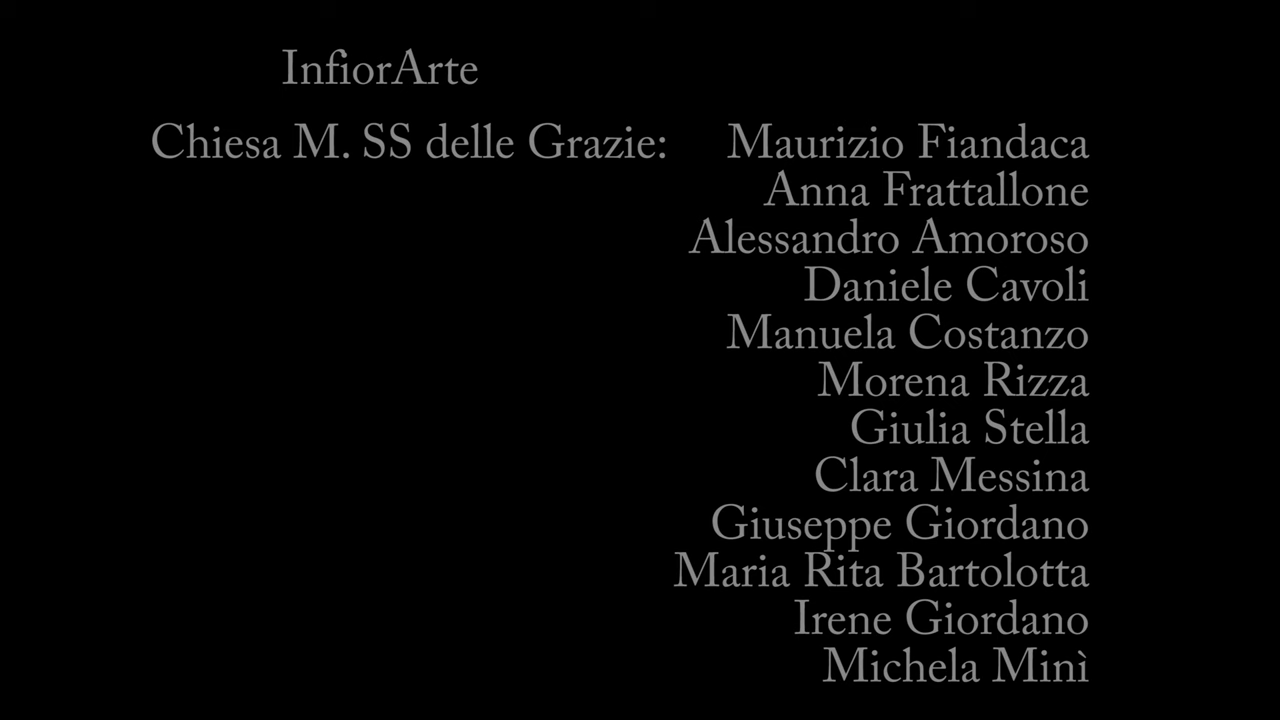 InfiorArte
Chiesa M. SS delle Grazie: Maurizio Fiandaca
Anna Frattallone
Alessandro Amoroso
Daniele Cavoli
Manuela Costanzo
Morena Rizza
Giulia Stella
Clara Messina
Giuseppe Giordano
Maria Rita Bartolotta
Irene Giordano
Michela Minì